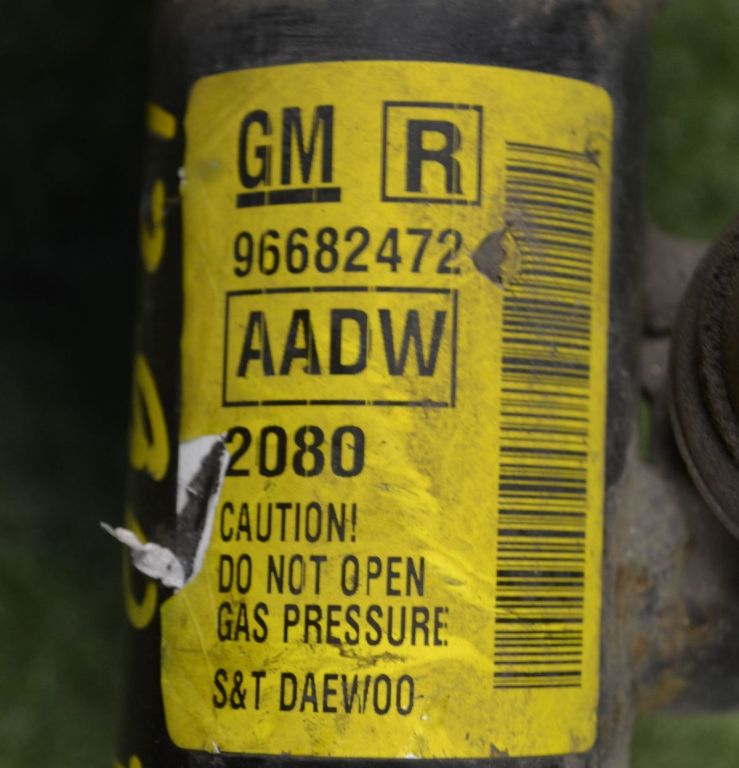 GM R
96682472
AADW
2080
CAUTION!
DO NOT OPEN
GAS PRESSURE
S&T DAEWOO